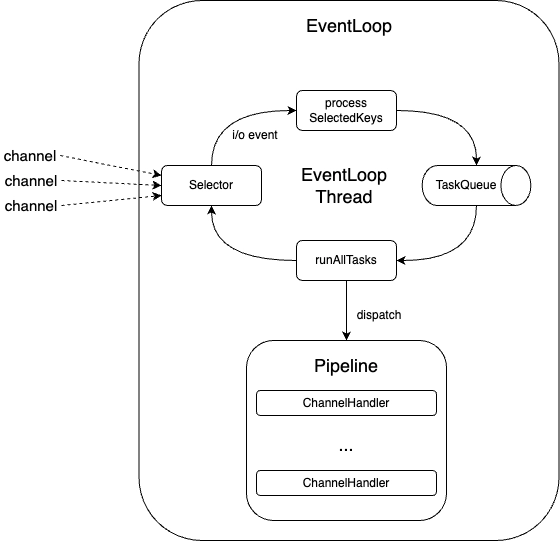 EventLoop
process
SelectedKeys
i/o event
channel
channel
channel
Selector
EventLoop
Thread
TaskQueue
runAllTasks
dispatch
Pipeline
ChannelHandler
...
ChannelHandler